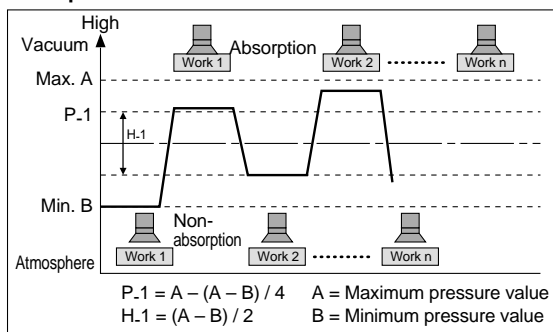 High
Vacuum
Absorption
Work 1
Work 2
Work n
Max. A
P-1
H-1
Min. B
Non-
absorption
Work 1
Work 2
Work n
Atmosphere
P-1 = A – (A – B) / 4 A = Maximum pressure value
H-1 = (A – B) / 2 B = Minimum pressure value